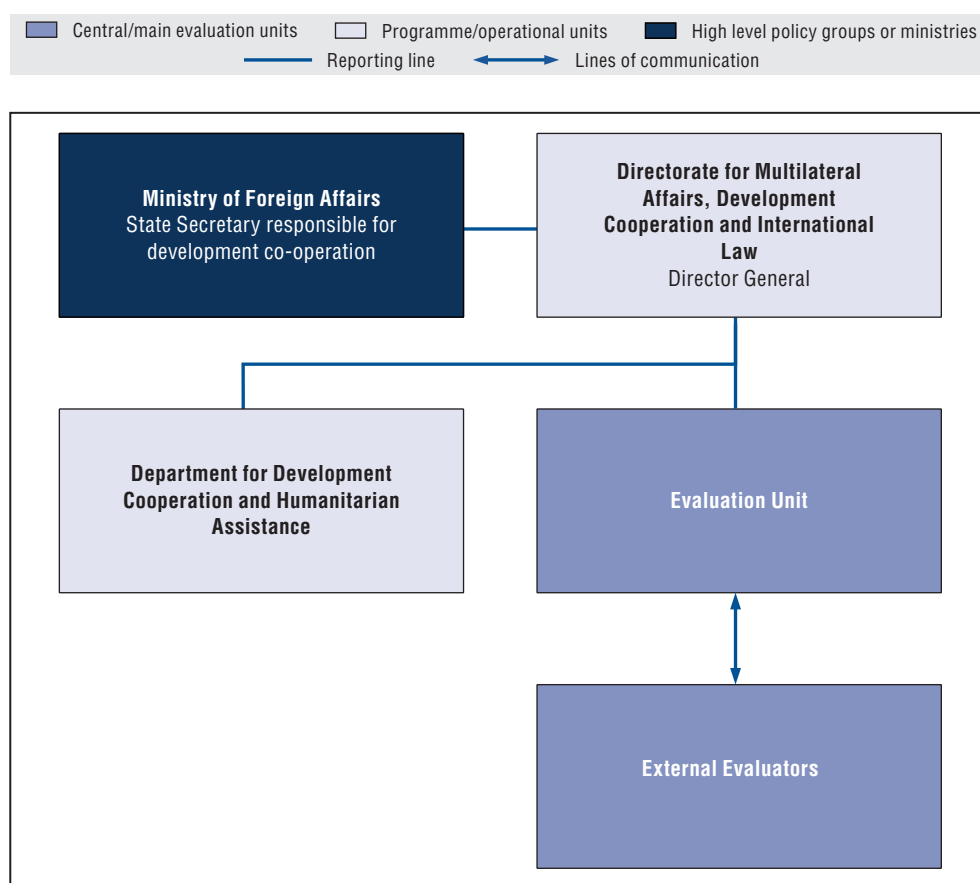 Central/main evaluation units Programme/operational units High level policy groups or ministries
Reporting line Lines of communication
Ministry of Foreign Affairs
State Secretary responsible for
development co-operation
Directorate for Multilateral
Affairs, Development
Cooperation and International
Law
Director General
Department for Development
Cooperation and Humanitarian
Assistance
Evaluation Unit
External Evaluators